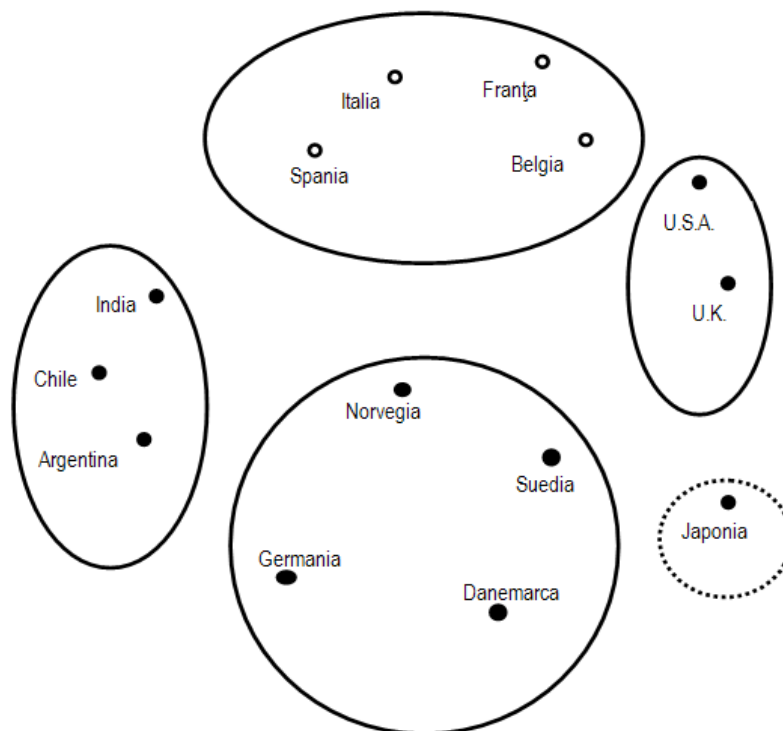 Franţa
Italia
Belgia
Spania
U.S.A.
India
U.K.
Chile
Norvegia
Argentina
Suedia
Japonia
Germania
Danemarca